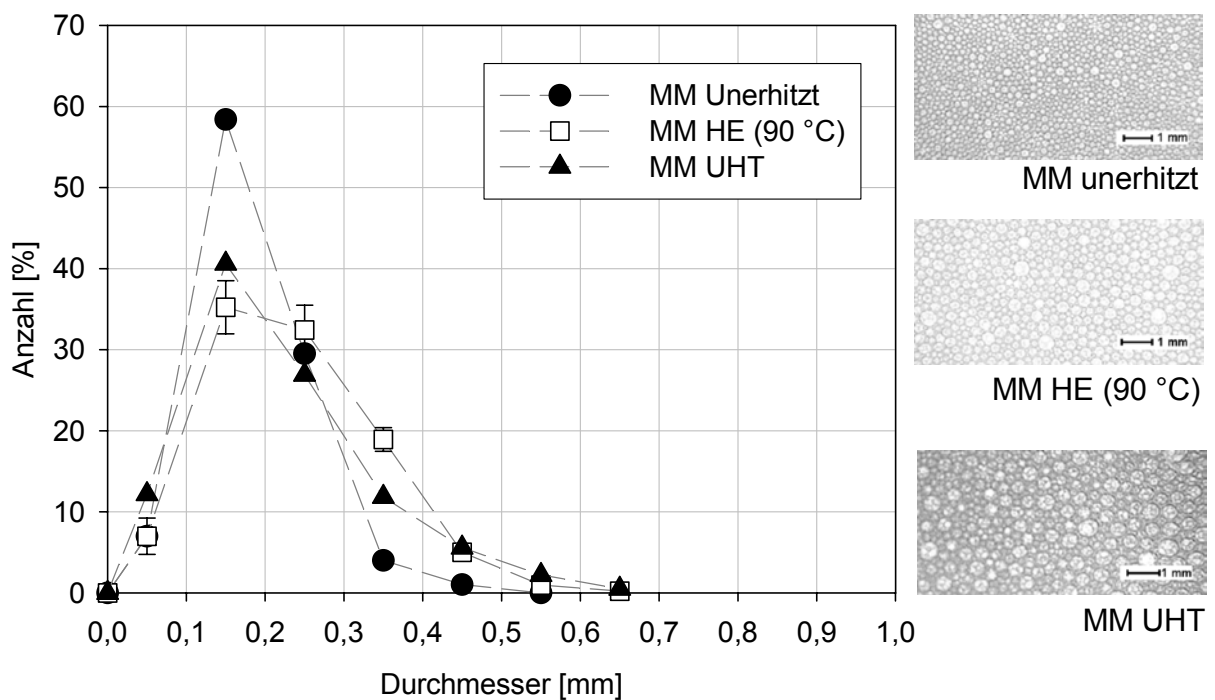 70
60
50
40
30
20
10
0
Anzahl [%]
0,0 0,1 0,2 0,3 0,4 0,5 0,6 0,7 0,8 0,9 1,0
Durchmesser [mm]
MM Unerhitzt
MM HE (90 °C)
MM UHT
1 mm
MM unerhitzt
1 mm
MM HE (90 °C)
1 mm
MM UHT